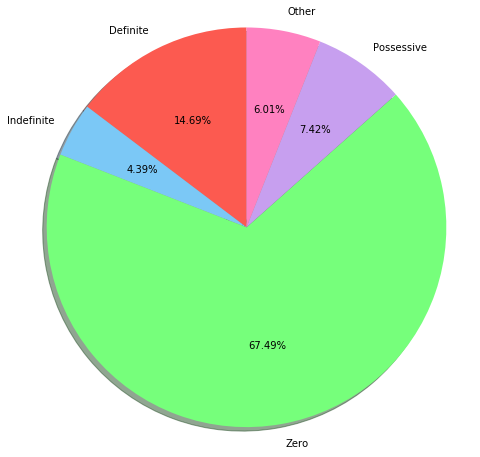 Other
Definite
Possessive
6.01%
14.69%
7.42%
Indefinite
4.39%
67.49%
Zero